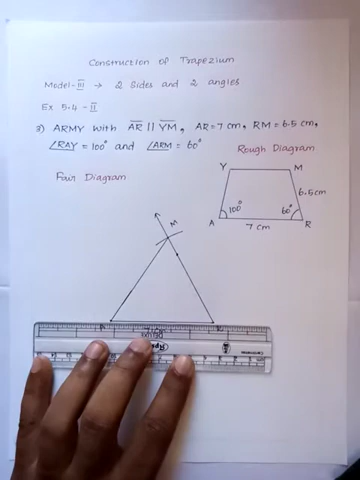 Construction of Trapezium
Model-III → 2 Sides and 2 angles
Ex 5.4 - II
3) ARMY with A̅R̅ || Y̅M̅, AR = 7 cm, RM = 6.5 cm,
∠RAY = 100° and ∠ARM = 60°
Rough Diagram
Fair Diagram
Y M
6.5cm
100° 60°
A R
7 cm
M